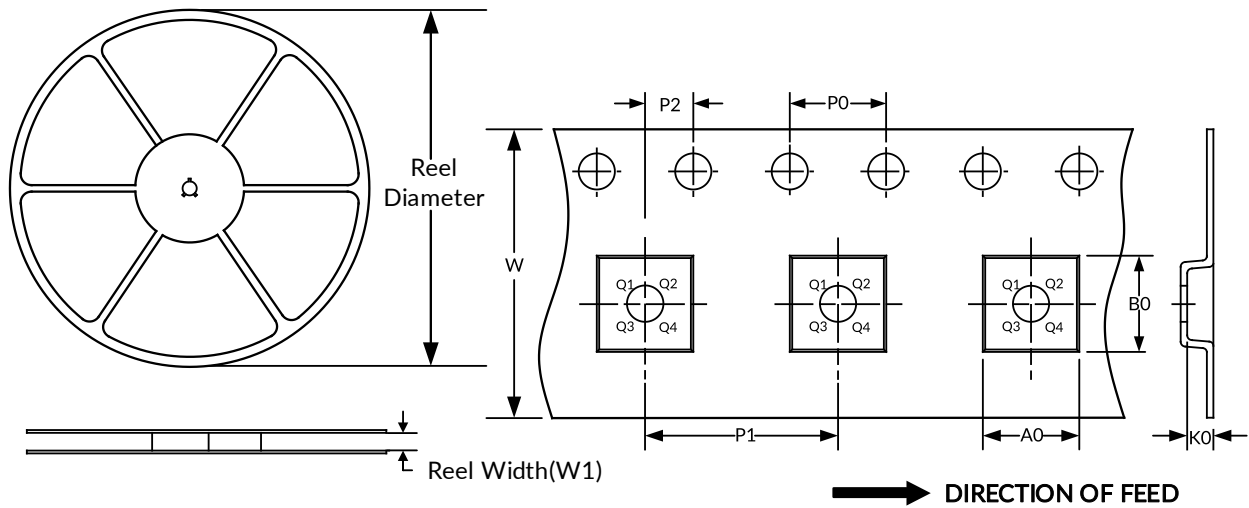 P2
P0
Reel
Diameter
W
Q1 Q2
Q3 Q4
Q1 Q2
Q3 Q4
Q1 Q2
Q3 Q4
B0
P1
A0
K0
Reel Width(W1)
DIRECTION OF FEED